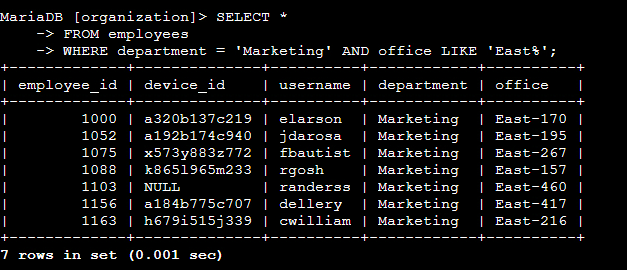 MariaDB [organization]> SELECT *
    -> FROM employees
    -> WHERE department = 'Marketing' AND office LIKE 'East%';
+-------------+--------------+----------+------------+----------+
| employee_id | device_id    | username | department | office   |
+-------------+--------------+----------+------------+----------+
|        1000 | a320b137c219 | elarson  | Marketing  | East-170 |
|        1052 | a192b174c940 | jdarosa  | Marketing  | East-195 |
|        1075 | x573y883z772 | fbautist | Marketing  | East-267 |
|        1088 | k865l965m233 | rgosh    | Marketing  | East-157 |
|        1103 | NULL         | randerss | Marketing  | East-460 |
|        1156 | a184b775c707 | dellery  | Marketing  | East-417 |
|        1163 | h679i515j339 | cwilliam | Marketing  | East-216 |
+-------------+--------------+----------+------------+----------+
7 rows in set (0.001 sec)